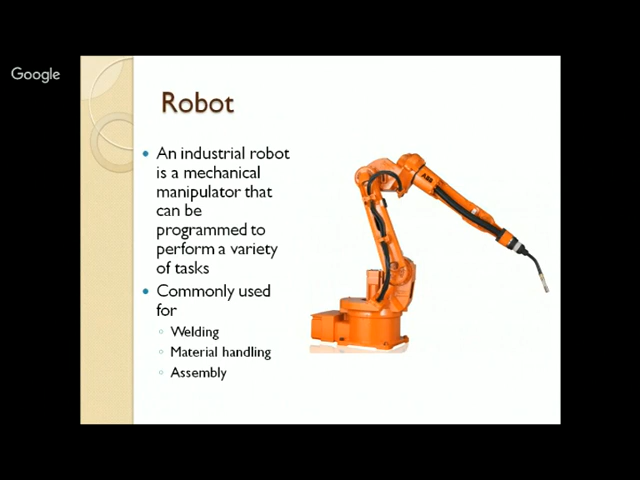 Google
Robot
An industrial robot
is a mechanical
manipulator that
can be
programmed to
perform a variety
of tasks
Commonly used
for
Welding
Material handling
Assembly
ABB